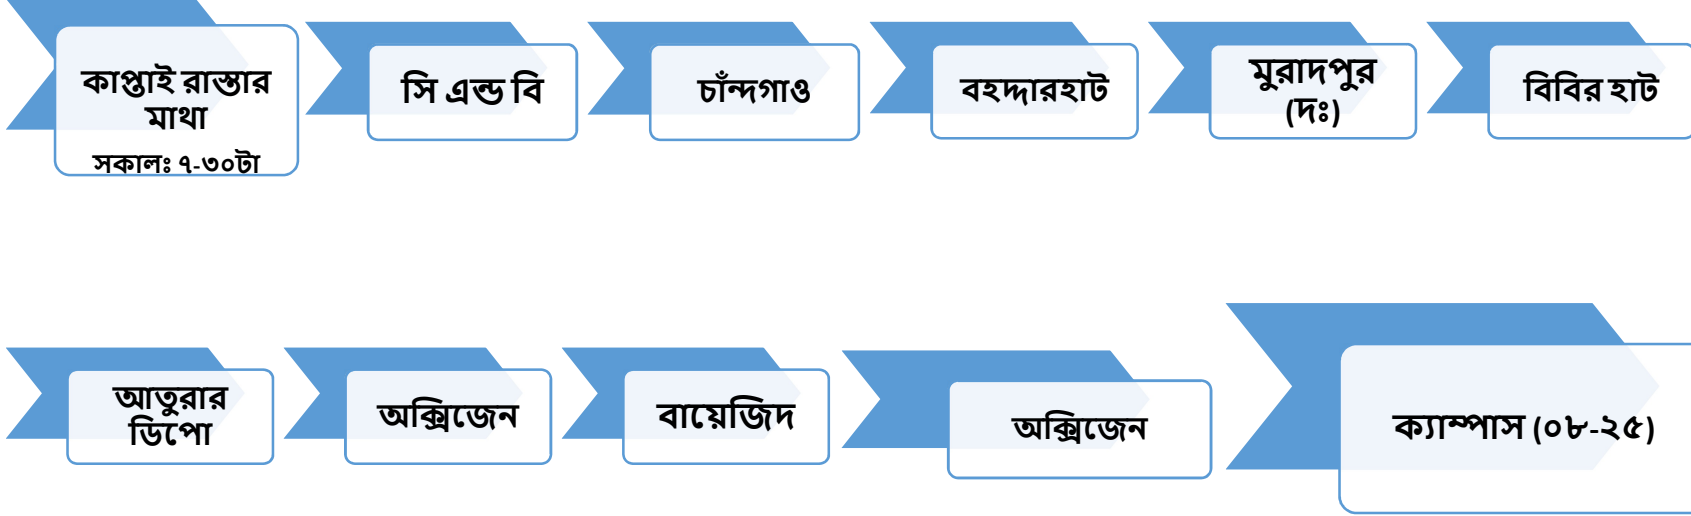 কাপ্তাই রাস্তার
মাথা
সকালঃ ৭-৩০টা
সি এন্ড বি
চাঁন্দগাও
বহদ্দারহাট
মুরাদপুর
(দঃ)
বিবির হাট
আতুরার
ডিপো
অক্সিজেন
বায়েজিদ
অক্সিজেন
ক্যাম্পাস (০৮-২৫)